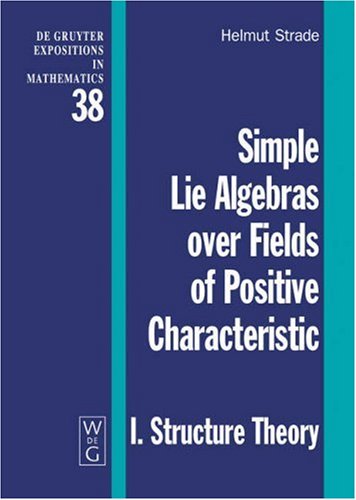 DE GRUYTER
EXPOSITIONS
IN
MATHEMATICS
38
Helmut Strade
Simple
Lie Algebras
over Fields
of Positive
Characteristic
I. Structure Theory
W
DE
G